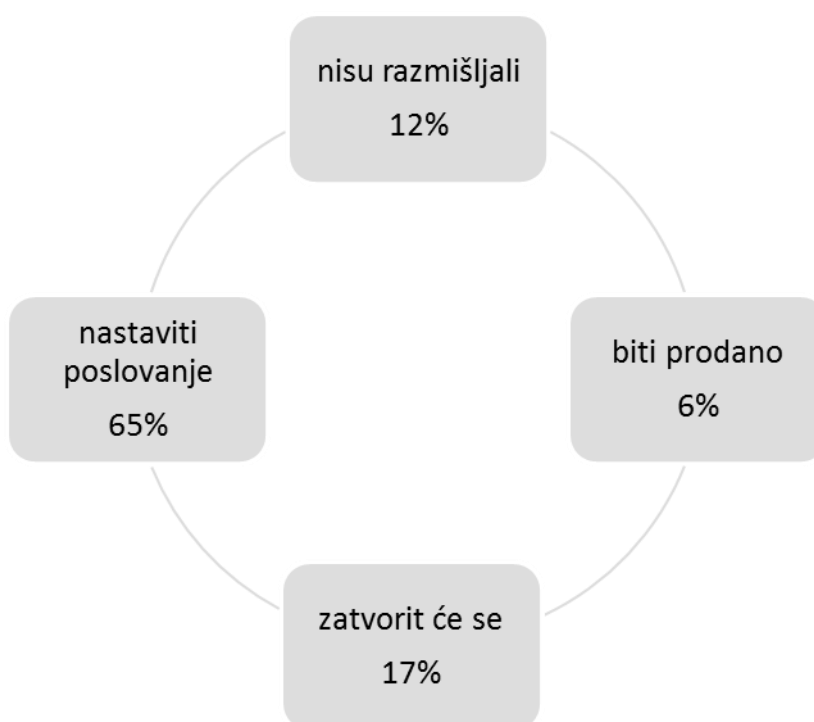 nisu razmišljali
12%
nastaviti
poslovanje
65%
biti prodano
6%
zatvorit će se
17%